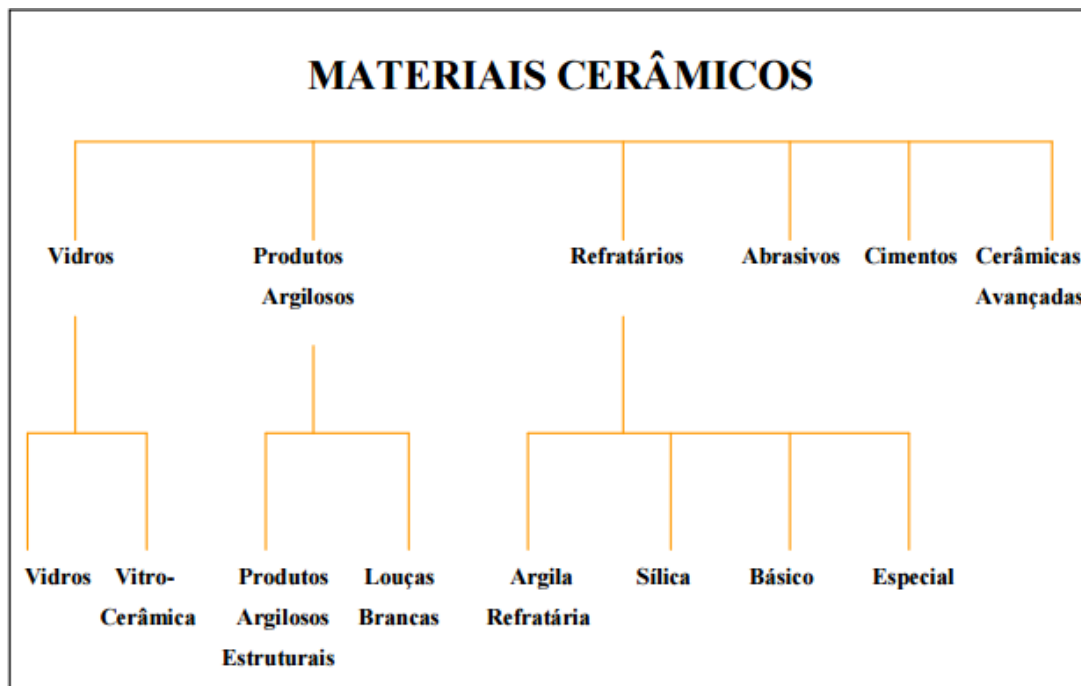 MATERIAIS CERÂMICOS
Vidros
Produtos
Argilosos
Refratários
Abrasivos
Cimentos
Cerâmicas
Avançadas
Vidros
Vitro-
Cerâmica
Produtos
Argilosos
Estruturais
Louças
Brancas
Argila
Refratária
Sílica
Básico
Especial